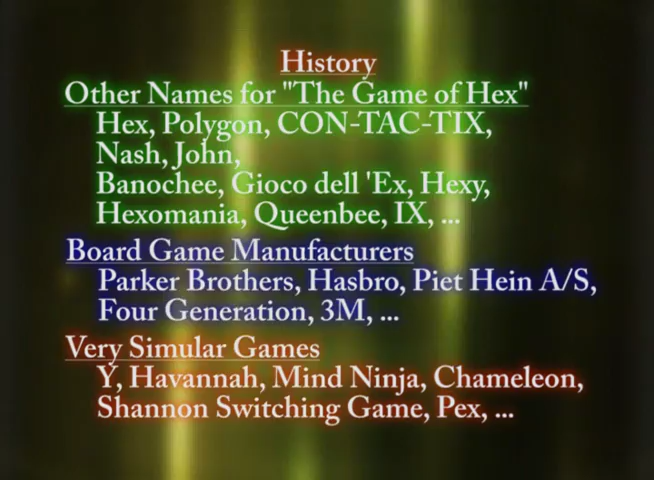 History
Other Names for "The Game of Hex"
Hex, Polygon, CON-TAC-TIX,
Nash, John,
Banochee, Gioco dell 'Ex, Hexy,
Hexomania, Queenbee, IX, ...
Board Game Manufacturers
Parker Brothers, Hasbro, Piet Hein A/S,
Four Generation, 3M, ...
Very Simular Games
Y, Havannah, Mind Ninja, Chameleon,
Shannon Switching Game, Pex, ...